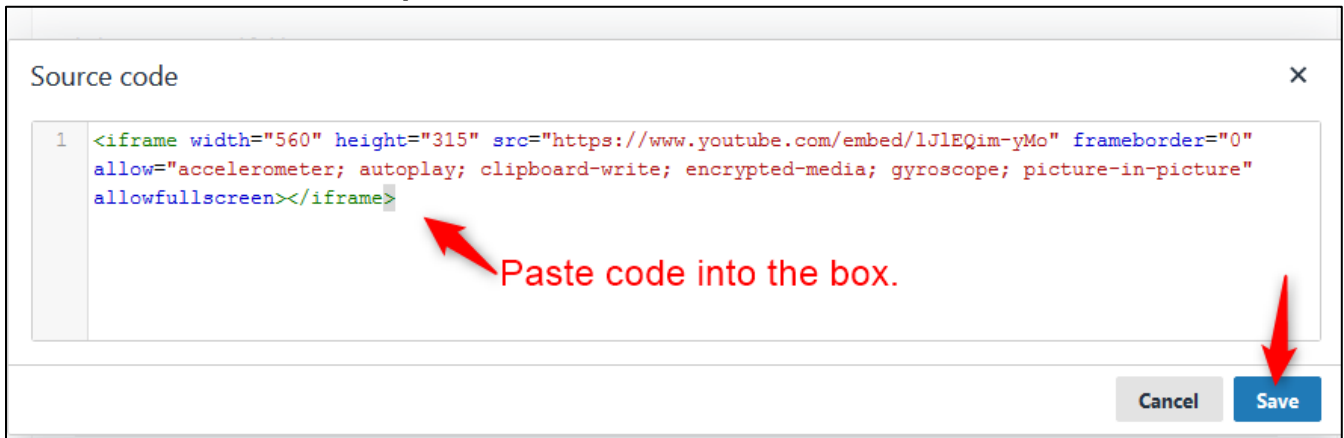 Source code ×
1 <iframe width="560" height="315" src="https://www.youtube.com/embed/lJlEQim-yMo" frameborder="0"
allow="accelerometer; autoplay; clipboard-write; encrypted-media; gyroscope; picture-in-picture"
allowfullscreen></iframe>
Paste code into the box.
Cancel Save